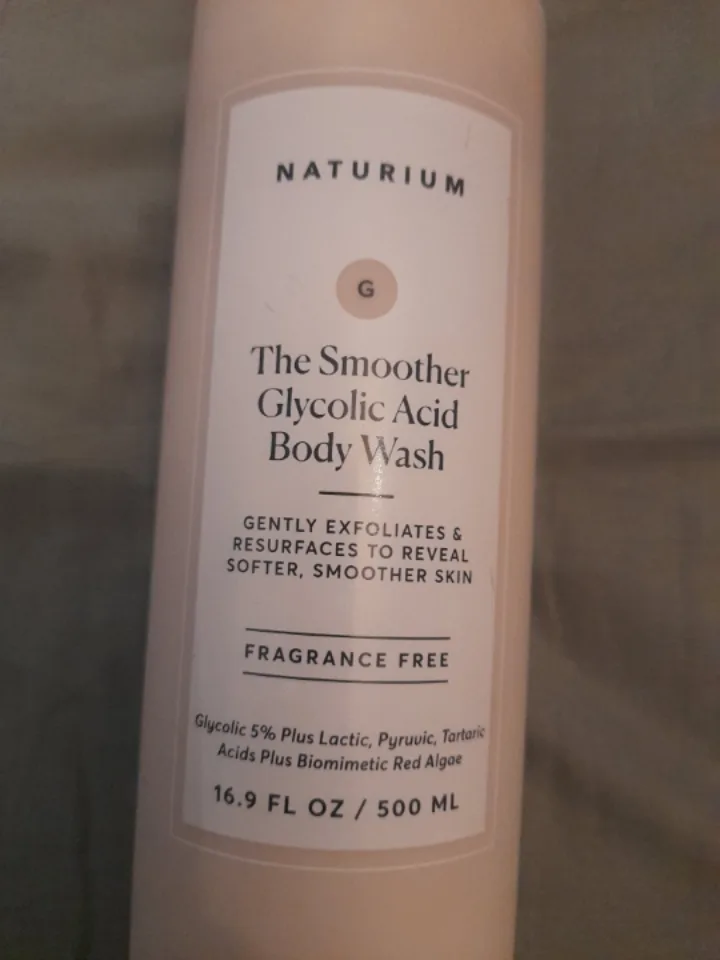 NATURIUM
G
The Smoother
Glycolic Acid
Body Wash
GENTLY EXFOLIATES &
RESURFACES TO REVEAL
SOFTER, SMOOTHER SKIN
FRAGRANCE FREE
Glycolic 5% Plus Lactic, Pyruvic, Tartaric
Acids Plus Biomimetic Red Algae
16.9 FL OZ / 500 ML